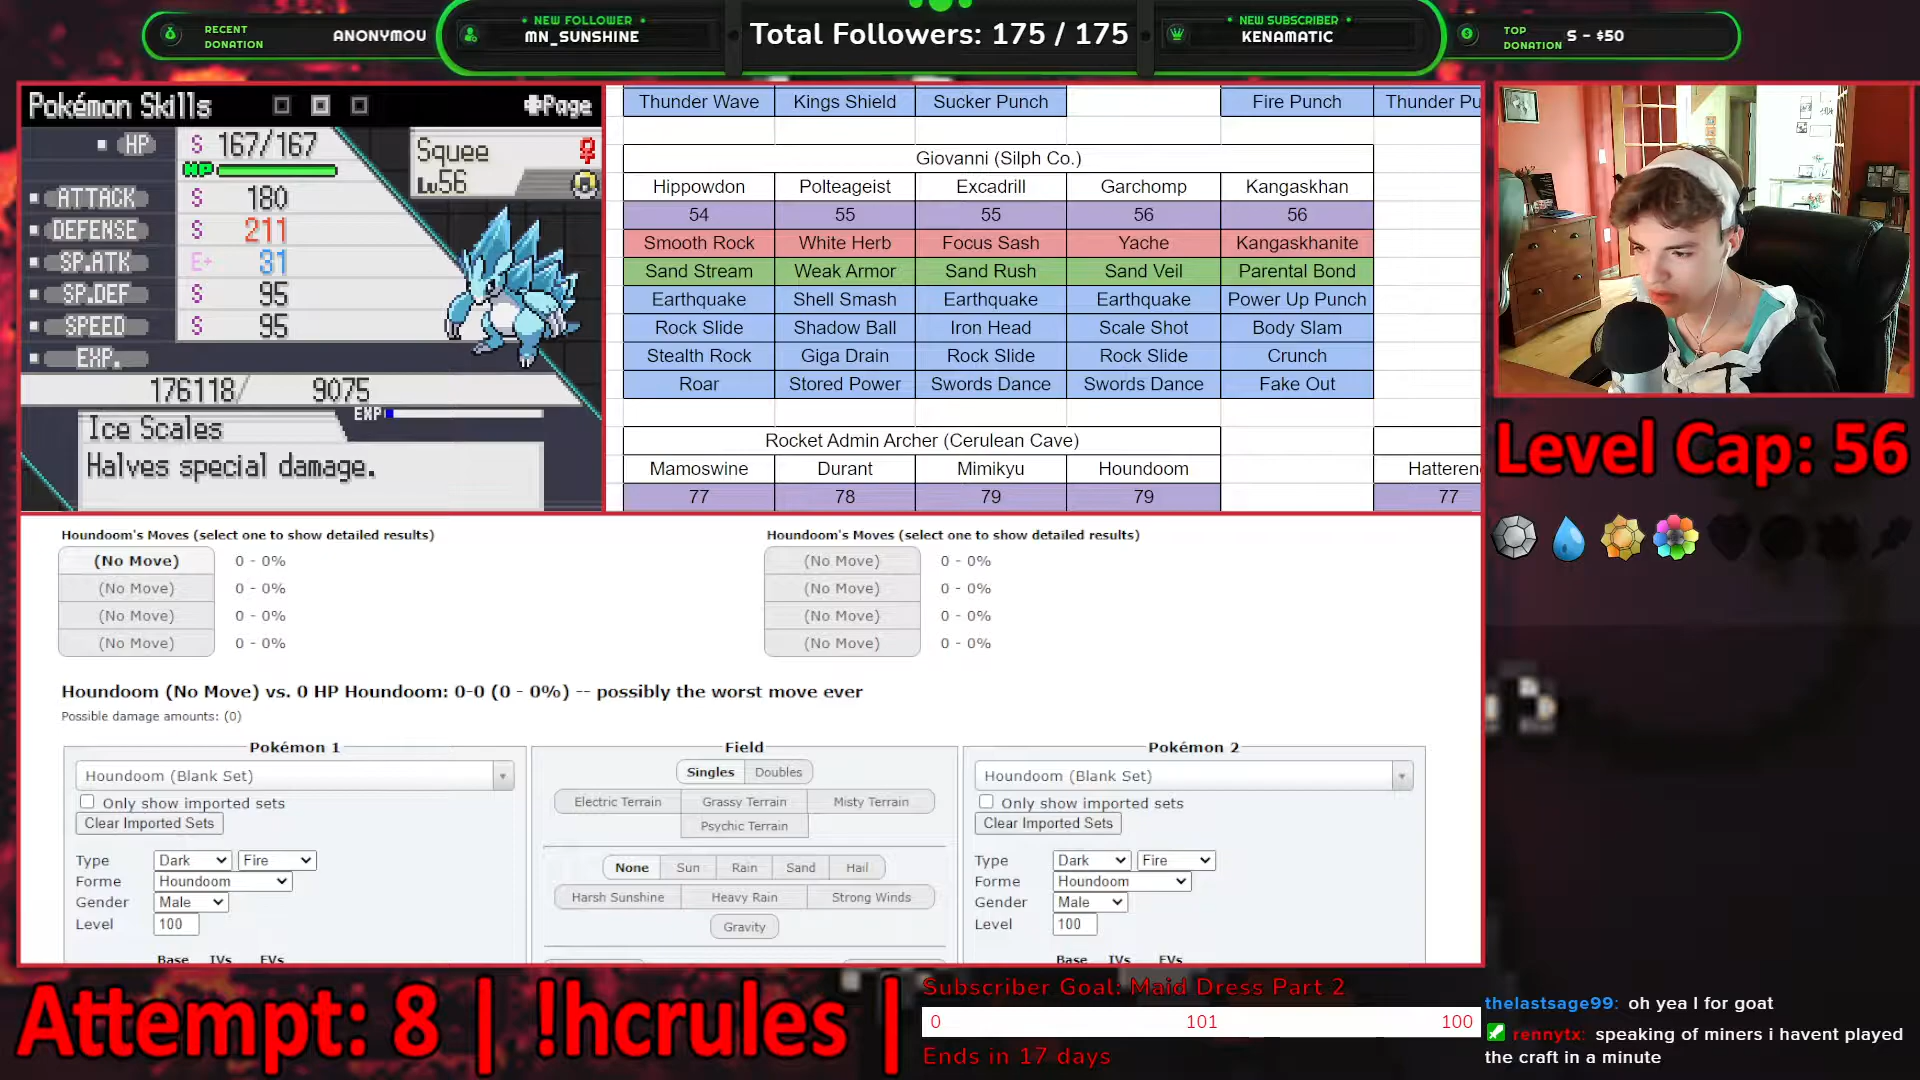 RECENT
DONATION
ANONYMOU
• NEW FOLLOWER •
MN_SUNSHINE
Total Followers: 175 / 175
• NEW SUBSCRIBER •
KENAMATIC
TOP
DONATION
S - $50
Pokémon Skills
Page
HP
S 167/167
HP
Squee
Lv56
ATTACK S 180
DEFENSE S 211
SP.ATK E+ 31
SP.DEF S 95
SPEED S 95
EXP.
176118/ 9075
EXP
Ice Scales
Halves special damage.
Thunder Wave Kings Shield Sucker Punch Fire Punch Thunder Pu
Giovanni (Silph Co.)
Hippowdon Polteageist Excadrill Garchomp Kangaskhan
54 55 55 56 56
Smooth Rock White Herb Focus Sash Yache Kangaskhanite
Sand Stream Weak Armor Sand Rush Sand Veil Parental Bond
Earthquake Shell Smash Earthquake Earthquake Power Up Punch
Rock Slide Shadow Ball Iron Head Scale Shot Body Slam
Stealth Rock Giga Drain Rock Slide Rock Slide Crunch
Roar Stored Power Swords Dance Swords Dance Fake Out
Rocket Admin Archer (Cerulean Cave)
Mamoswine Durant Mimikyu Houndoom Hatteren
77 78 79 79 77
Level Cap: 56
Houndoom's Moves (select one to show detailed results)
(No Move) 0 - 0%
(No Move) 0 - 0%
(No Move) 0 - 0%
(No Move) 0 - 0%
Houndoom's Moves (select one to show detailed results)
(No Move) 0 - 0%
(No Move) 0 - 0%
(No Move) 0 - 0%
(No Move) 0 - 0%
Houndoom (No Move) vs. 0 HP Houndoom: 0-0 (0 - 0%) -- possibly the worst move ever
Possible damage amounts: (0)
Pokémon 1
Houndoom (Blank Set)
Only show imported sets
Clear Imported Sets
Type Dark Fire
Forme Houndoom
Gender Male
Level 100
Base IVs EVs
Field
Singles Doubles
Electric Terrain Grassy Terrain Misty Terrain
Psychic Terrain
None Sun Rain Sand Hail
Harsh Sunshine Heavy Rain Strong Winds
Gravity
Pokémon 2
Houndoom (Blank Set)
Only show imported sets
Clear Imported Sets
Type Dark Fire
Forme Houndoom
Gender Male
Level 100
Base IVs EVs
Attempt: 8 | !hcrules |
Subscriber Goal: Maid Dress Part 2
0 101 100
Ends in 17 days
thelastsage99: oh yea I for goat
rennytx: speaking of miners i havent played
the craft in a minute